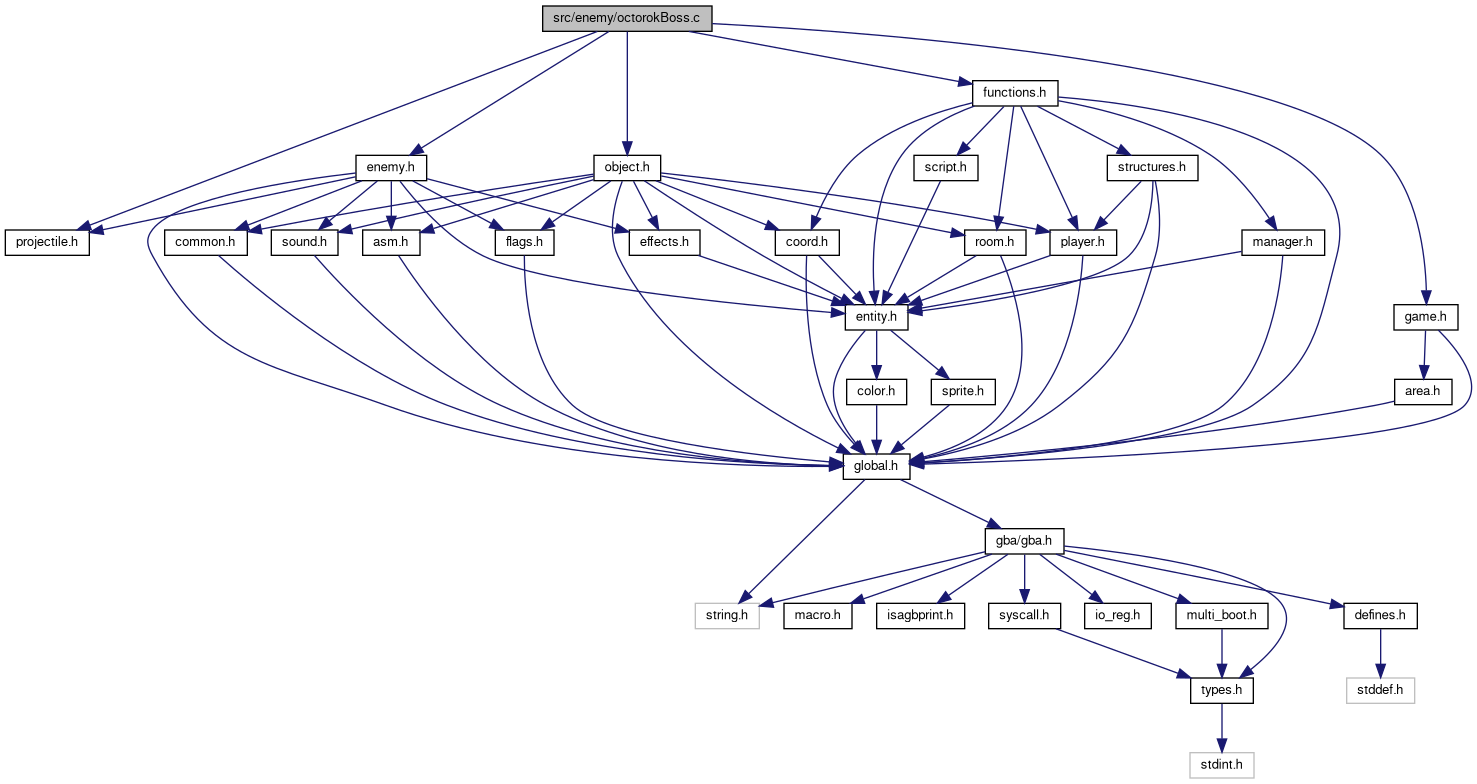 src/enemy/octorokBoss.c
functions.h
enemy.h
object.h
script.h
structures.h
projectile.h
common.h
sound.h
asm.h
flags.h
effects.h
coord.h
room.h
player.h
manager.h
entity.h
game.h
color.h
sprite.h
area.h
global.h
gba/gba.h
string.h
macro.h
isagbprint.h
syscall.h
io_reg.h
multi_boot.h
defines.h
types.h
stddef.h
stdint.h